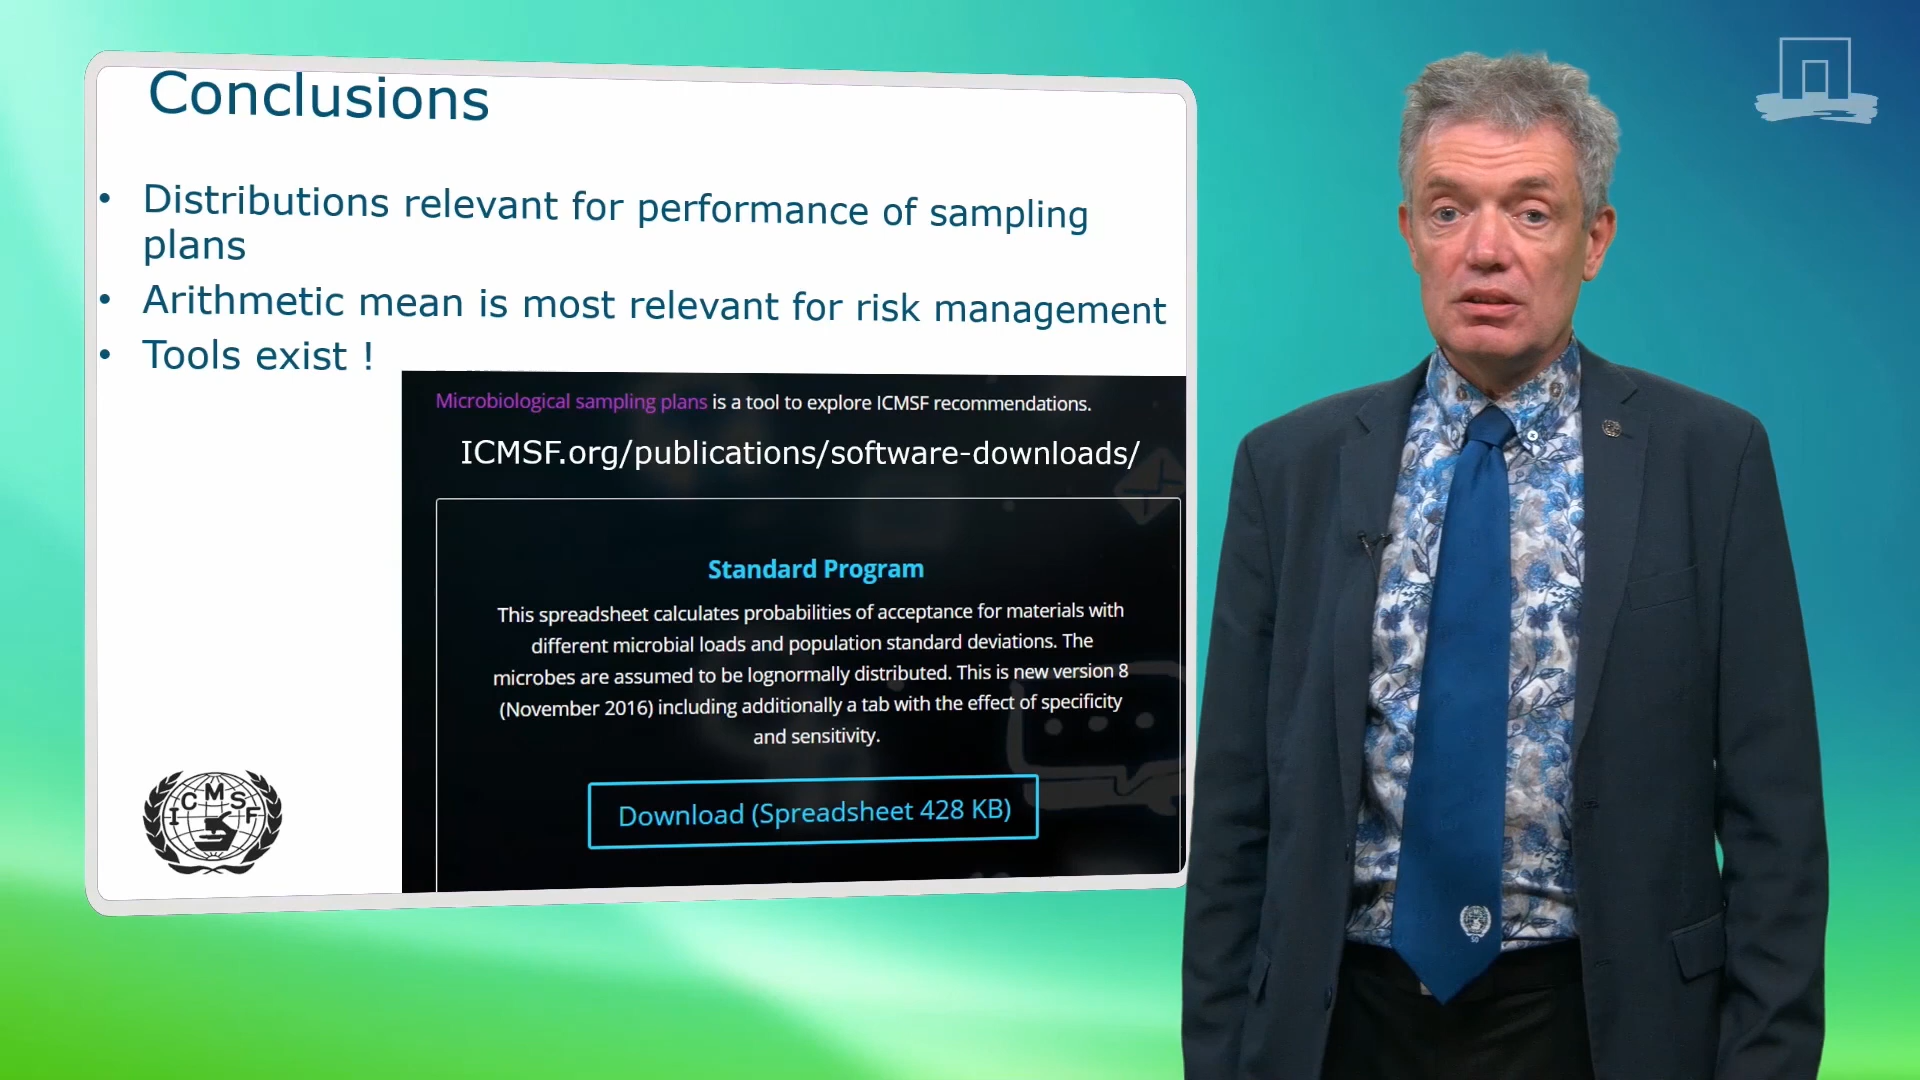 Conclusions
• Distributions relevant for performance of sampling
plans
• Arithmetic mean is most relevant for risk management
• Tools exist !
Microbiological sampling plans is a tool to explore ICMSF recommendations.
ICMSF.org/publications/software-downloads/
Standard Program
This spreadsheet calculates probabilities of acceptance for materials with
different microbial loads and population standard deviations. The
microbes are assumed to be lognormally distributed. This is new version 8
(November 2016) including additionally a tab with the effect of specificity
and sensitivity.
Download (Spreadsheet 428 KB)
ICMSF
50